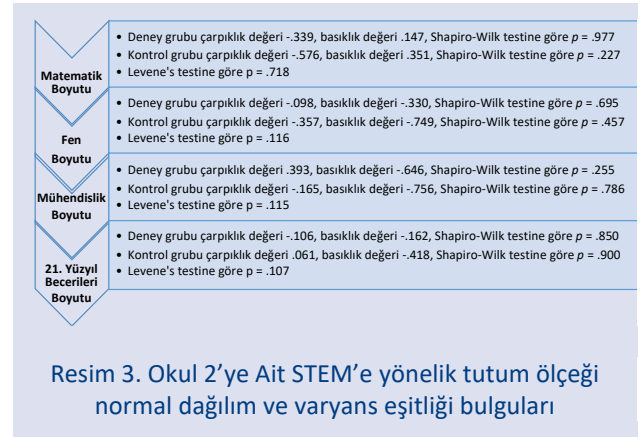 Matematik
Boyutu
• Deney grubu çarpıklık değeri -.339, basıklık değeri .147, Shapiro-Wilk testine göre p = .977
• Kontrol grubu çarpıklık değeri -.576, basıklık değeri .351, Shapiro-Wilk testine göre p = .227
• Levene's testine göre p = .718
Fen
Boyutu
• Deney grubu çarpıklık değeri -.098, basıklık değeri -.330, Shapiro-Wilk testine göre p = .695
• Kontrol grubu çarpıklık değeri -.357, basıklık değeri -.749, Shapiro-Wilk testine göre p = .457
• Levene's testine göre p = .116
Mühendislik
Boyutu
• Deney grubu çarpıklık değeri .393, basıklık değeri -.646, Shapiro-Wilk testine göre p = .255
• Kontrol grubu çarpıklık değeri -.165, basıklık değeri -.756, Shapiro-Wilk testine göre p = .786
• Levene's testine göre p = .115
21. Yüzyıl
Becerileri
Boyutu
• Deney grubu çarpıklık değeri -.106, basıklık değeri -.162, Shapiro-Wilk testine göre p = .850
• Kontrol grubu çarpıklık değeri .061, basıklık değeri -.418, Shapiro-Wilk testine göre p = .900
• Levene's testine göre p = .107
Resim 3. Okul 2’ye Ait STEM’e yönelik tutum ölçeği
normal dağılım ve varyans eşitliği bulguları